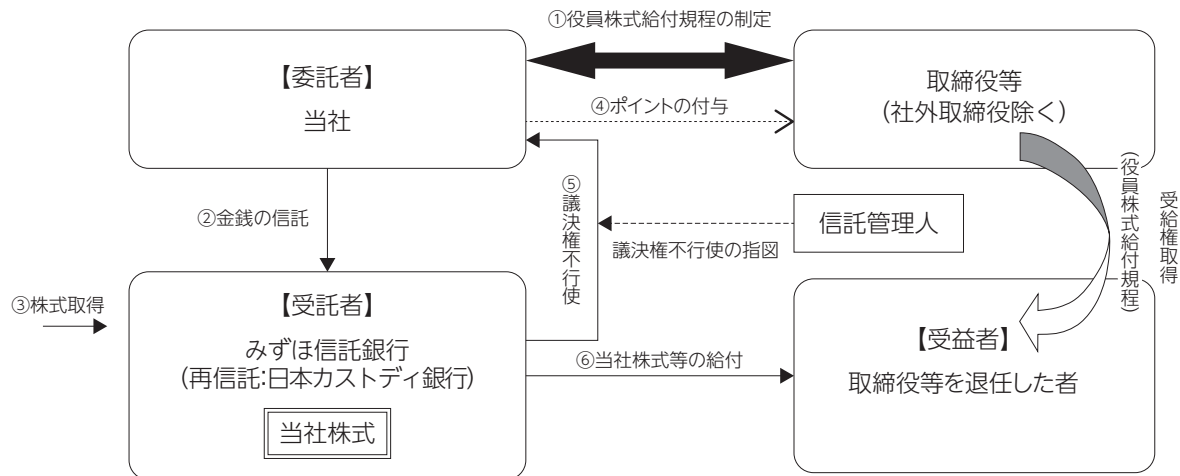 ①役員株式給付規程の制定
【委託者】
当社
取締役等
(社外取締役除く)
④ポイントの付与
②金銭の信託
⑤議決権不行使
信託管理人
議決権不行使の指図
(役員株式給付規程)
受給権取得
③株式取得
【受託者】
みずほ信託銀行
(再信託:日本カストディ銀行)
当社株式
⑥当社株式等の給付
【受益者】
取締役等を退任した者